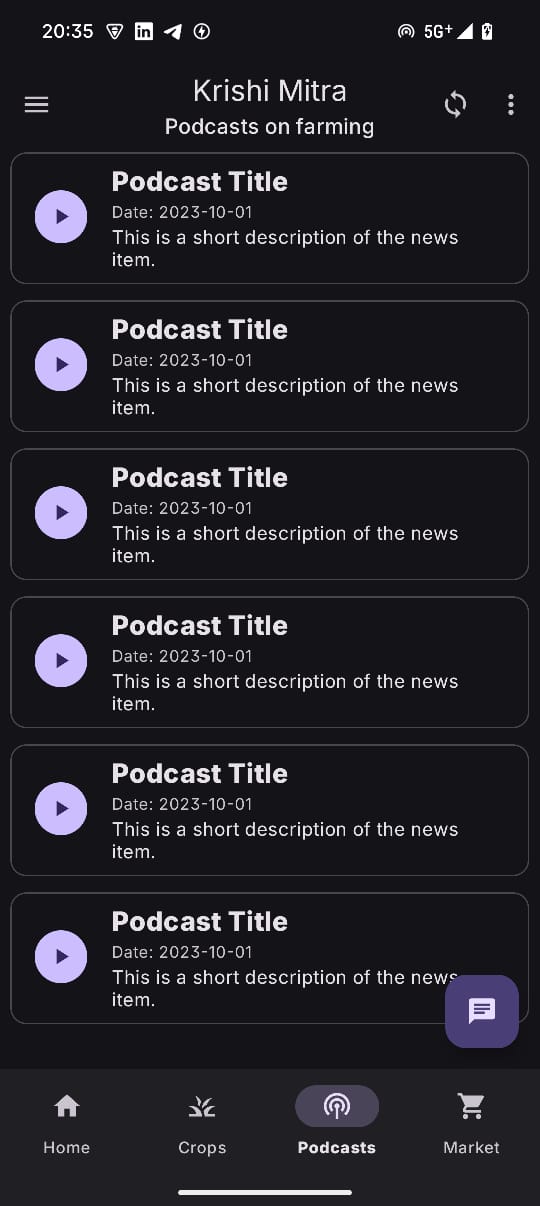 20:35
5G+
Krishi Mitra
Podcasts on farming
Podcast Title
Date: 2023-10-01
This is a short description of the news
item.
Podcast Title
Date: 2023-10-01
This is a short description of the news
item.
Podcast Title
Date: 2023-10-01
This is a short description of the news
item.
Podcast Title
Date: 2023-10-01
This is a short description of the news
item.
Podcast Title
Date: 2023-10-01
This is a short description of the news
item.
Podcast Title
Date: 2023-10-01
This is a short description of the news
item.
Home
Crops
Podcasts
Market